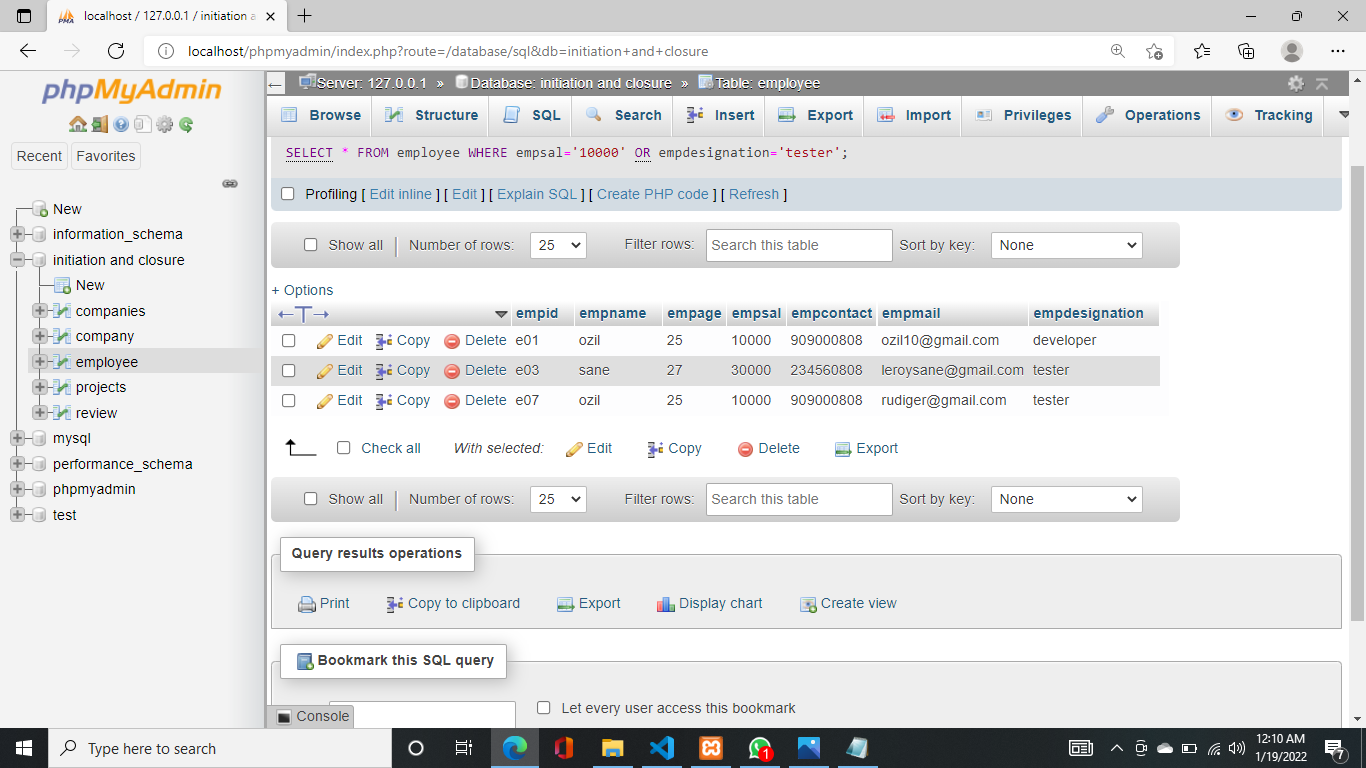 localhost / 127.0.0.1 / initiation a
localhost/phpmyadmin/index.php?route=/database/sql&db=initiation+and+closure
phpMyAdmin
Recent Favorites
New
information_schema
initiation and closure
New
companies
company
employee
projects
review
mysql
performance_schema
phpmyadmin
test
Server: 127.0.0.1 » Database: initiation and closure » Table: employee
Browse Structure SQL Search Insert Export Import Privileges Operations Tracking
SELECT * FROM employee WHERE empsal='10000' OR empdesignation='tester';
Profiling [ Edit inline ] [ Edit ] [ Explain SQL ] [ Create PHP code ] [ Refresh ]
Show all Number of rows: 25 Filter rows: Search this table Sort by key: None
+ Options
←T→ empid empname empage empsal empcontact empmail empdesignation
Edit Copy Delete e01 ozil 25 10000 909000808 ozil10@gmail.com developer
Edit Copy Delete e03 sane 27 30000 234560808 leroysane@gmail.com tester
Edit Copy Delete e07 ozil 25 10000 909000808 rudiger@gmail.com tester
Check all With selected: Edit Copy Delete Export
Show all Number of rows: 25 Filter rows: Search this table Sort by key: None
Query results operations
Print Copy to clipboard Export Display chart Create view
Bookmark this SQL query
Let every user access this bookmark
Console
Type here to search
1
12:10 AM
1/19/2022
7